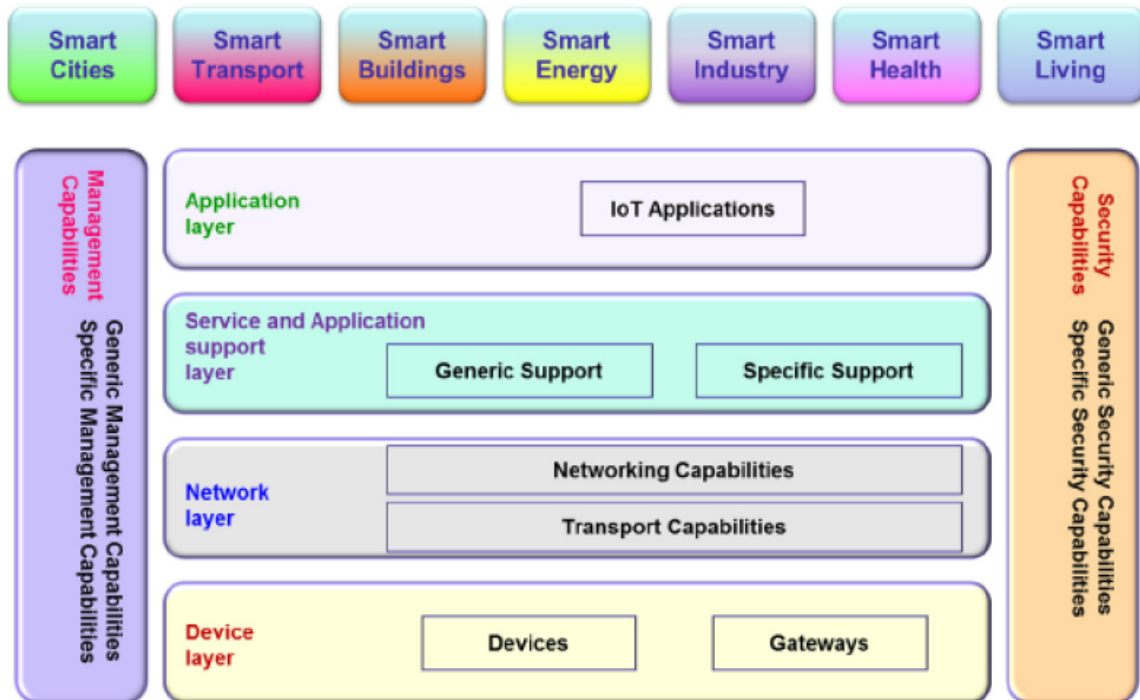 Smart
Cities
Smart
Transport
Smart
Buildings
Smart
Energy
Smart
Industry
Smart
Health
Smart
Living
Management
Capabilities
Generic Management Capabilities
Specific Management Capabilities
Application
layer
IoT Applications
Service and Application
support
layer
Generic Support
Specific Support
Network
layer
Networking Capabilities
Transport Capabilities
Device
layer
Devices
Gateways
Security
Capabilities
Generic Security Capabilities
Specific Security Capabilities